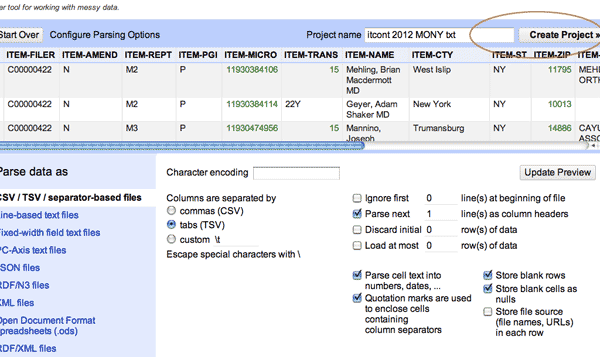 er tool for working with messy data.
Start Over Configure Parsing Options Project name itcont 2012 MONY txt Create Project »
ITEM-FILER ITEM-AMEND ITEM-REPT ITEM-PGI ITEM-MICRO ITEM-TRANS ITEM-NAME ITEM-CTY ITEM-ST ITEM-ZIP ITEM-
C00000422 N M2 P 11930384106 15 Mehling, Brian Macdermott MD West Islip NY 11795 MEHL ORTH
C00000422 N M2 P 11930384114 22Y Geyer, Adam Shaker MD New York NY 10013
C00000422 N M3 P 11930474956 15 Mannino, Joseph Trumansburg NY 14886 CAYU ASSO
Parse data as
CSV / TSV / separator-based files
Line-based text files
Fixed-width field text files
PC-Axis text files
JSON files
RDF/N3 files
XML files
Open Document Format
spreadsheets (.ods)
RDF/XML files
Character encoding
Update Preview
Columns are separated by
commas (CSV)
tabs (TSV)
custom \t
Escape special characters with \
Ignore first 0 line(s) at beginning of file
Parse next 1 line(s) as column headers
Discard initial 0 row(s) of data
Load at most 0 row(s) of data
Parse cell text into
numbers, dates, ...
Quotation marks are used
to enclose cells
containing
column separators
Store blank rows
Store blank cells as
nulls
Store file source
(file names, URLs)
in each row